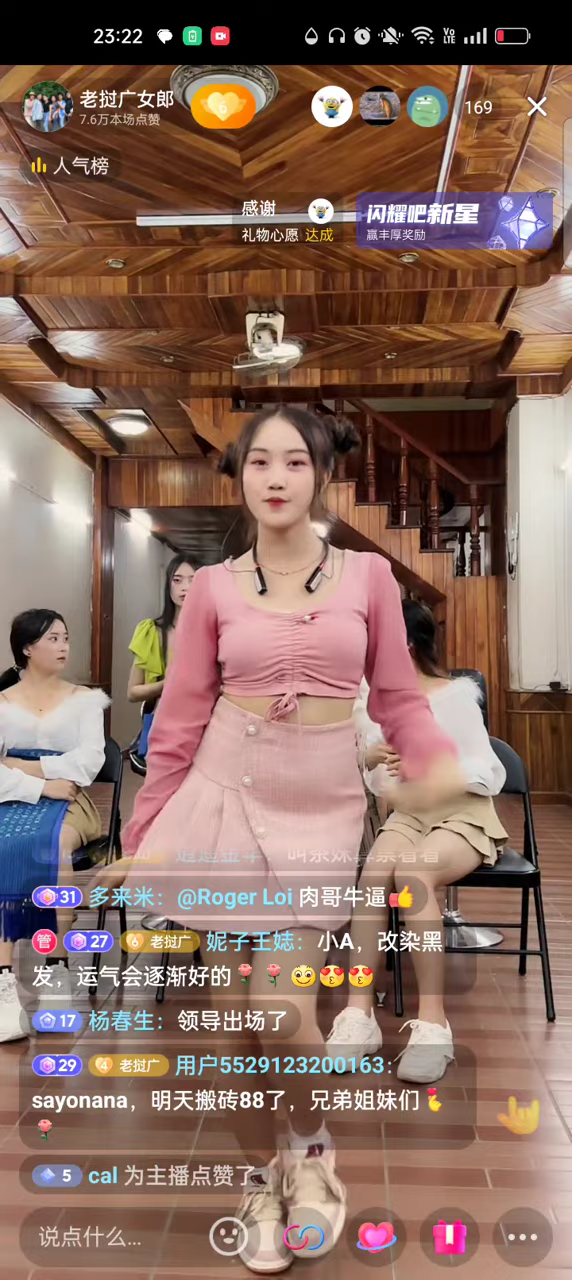 23:22
VoLTE
老挝广女郎
7.6万本场点赞
6
169
人气榜
感谢
礼物心愿 达成
闪耀吧新星
赢丰厚奖励
31 多来米：@Roger Loi 肉哥牛逼👍
管 27 6 老挝广 妮子王娡：小A，改染黑
发，运气会逐渐好的🌹🌹😳😍😍
17 杨春生：领导出场了
29 4 老挝广 用户5529123200163：
sayonana，明天搬砖88了，兄弟姐妹们🫰
🌹
5 cal 为主播点赞了
说点什么...